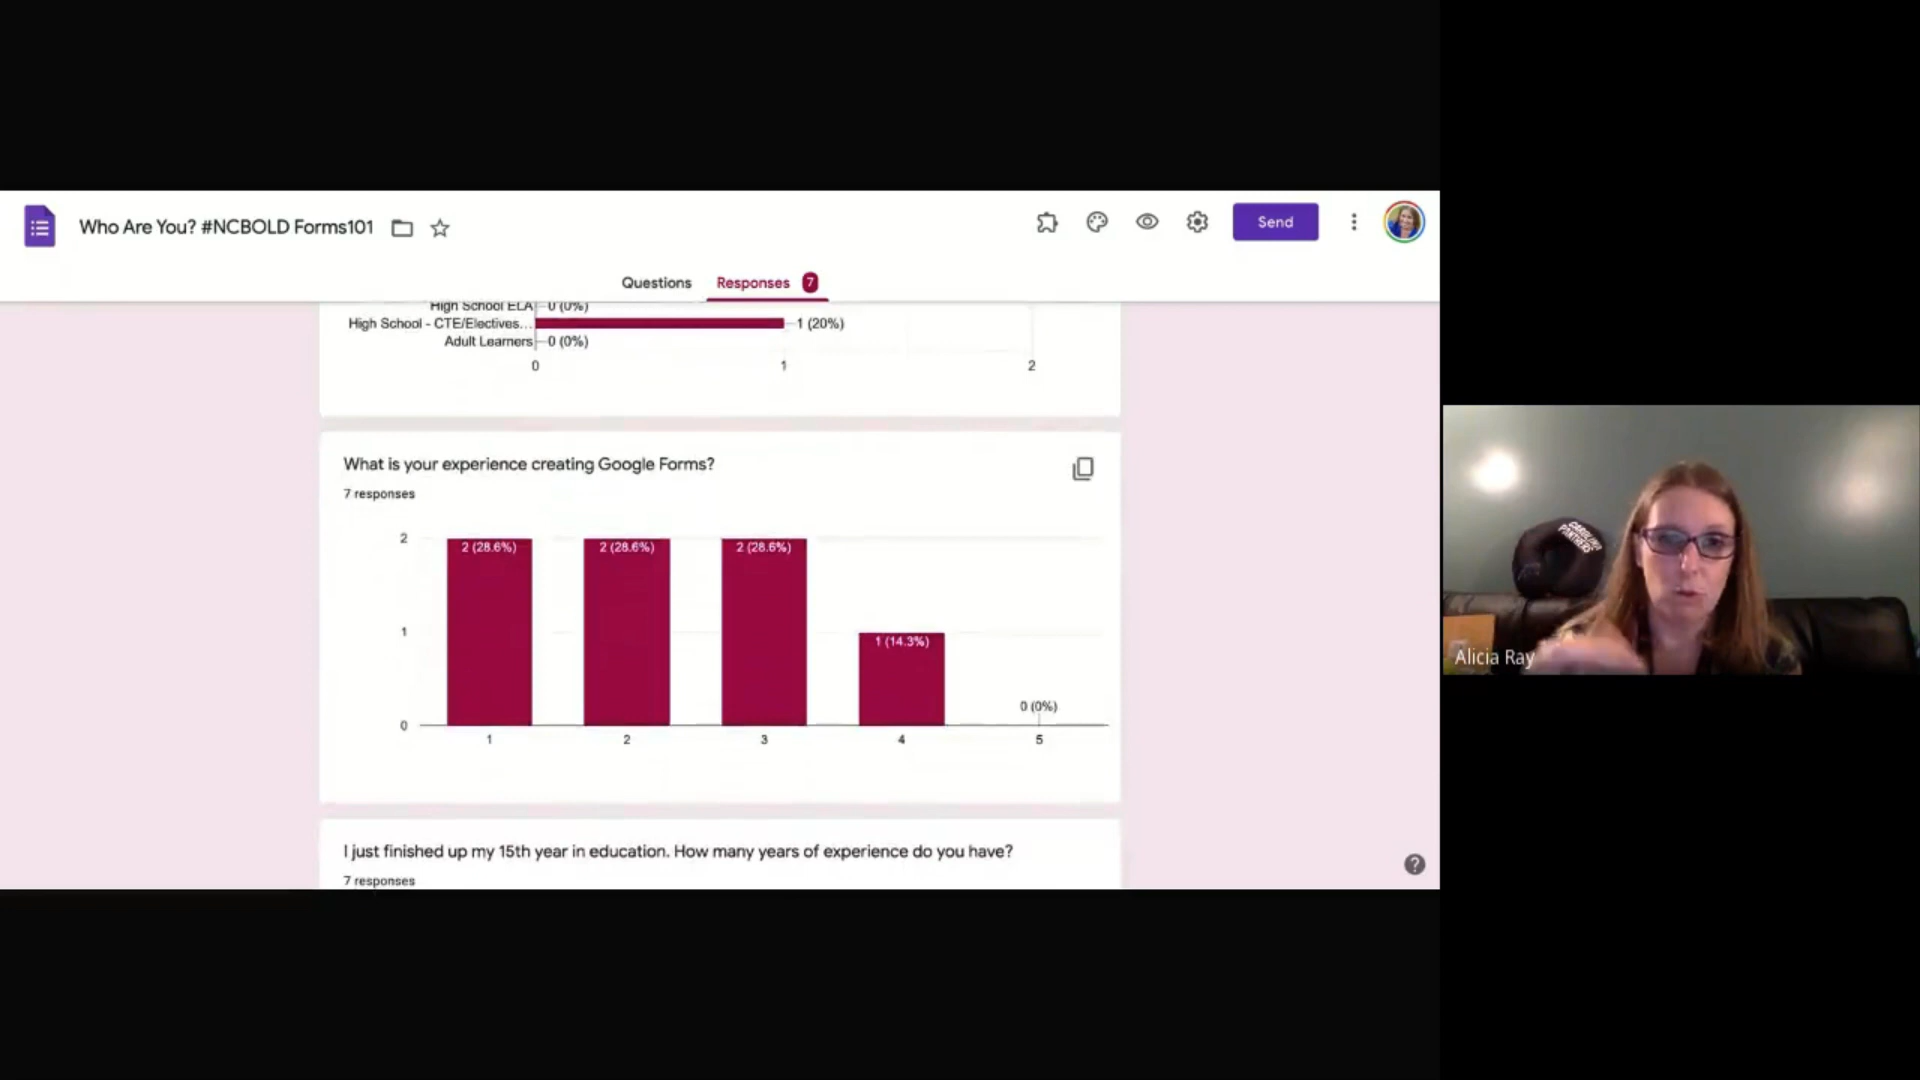 Who Are You? #NCBOLD Forms101
Send
Questions
Responses 7
High School ELA 0 (0%)
High School - CTE/Electives... 1 (20%)
Adult Learners 0 (0%)
0 1 2
What is your experience creating Google Forms?
7 responses
2
1
0
2 (28.6%) 2 (28.6%) 2 (28.6%) 1 (14.3%) 0 (0%)
1 2 3 4 5
I just finished up my 15th year in education. How many years of experience do you have?
7 responses
CAROLINA
PANTHERS
Alicia Ray